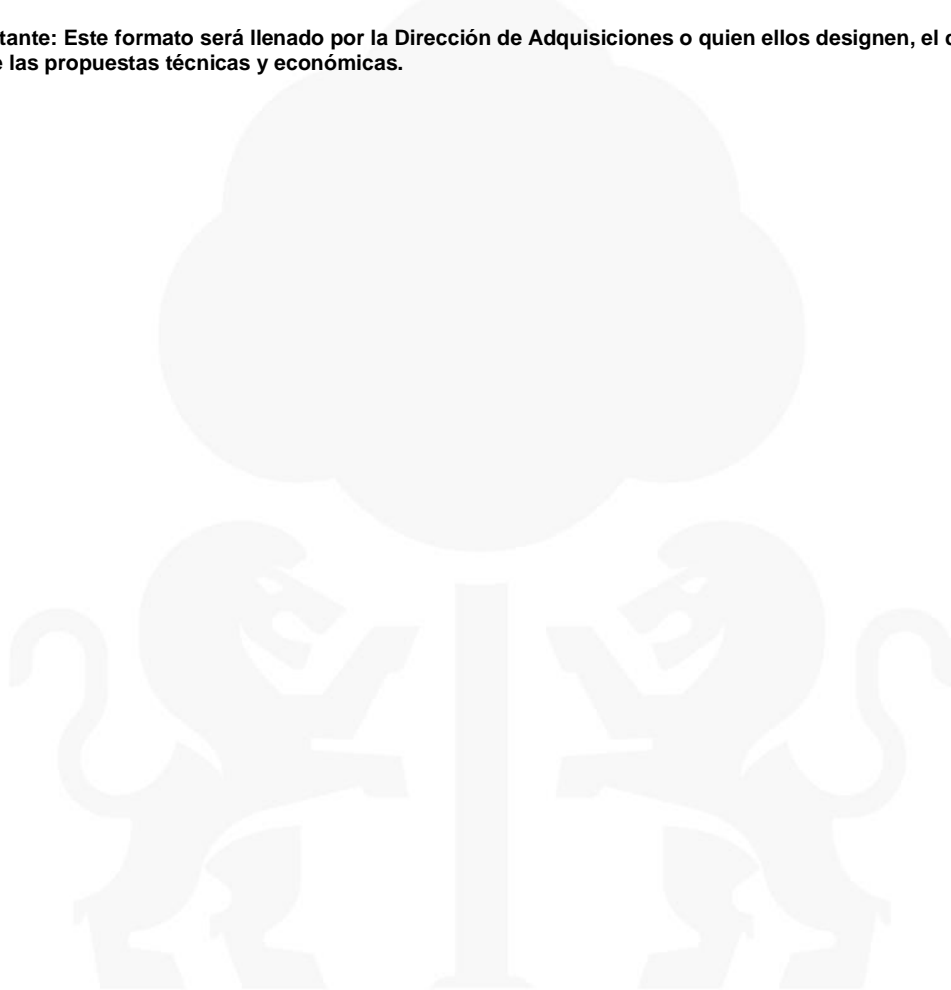 tante: Este formato será llenado por la Dirección de Adquisiciones o quien ellos designen, el
las propuestas técnicas y económicas.